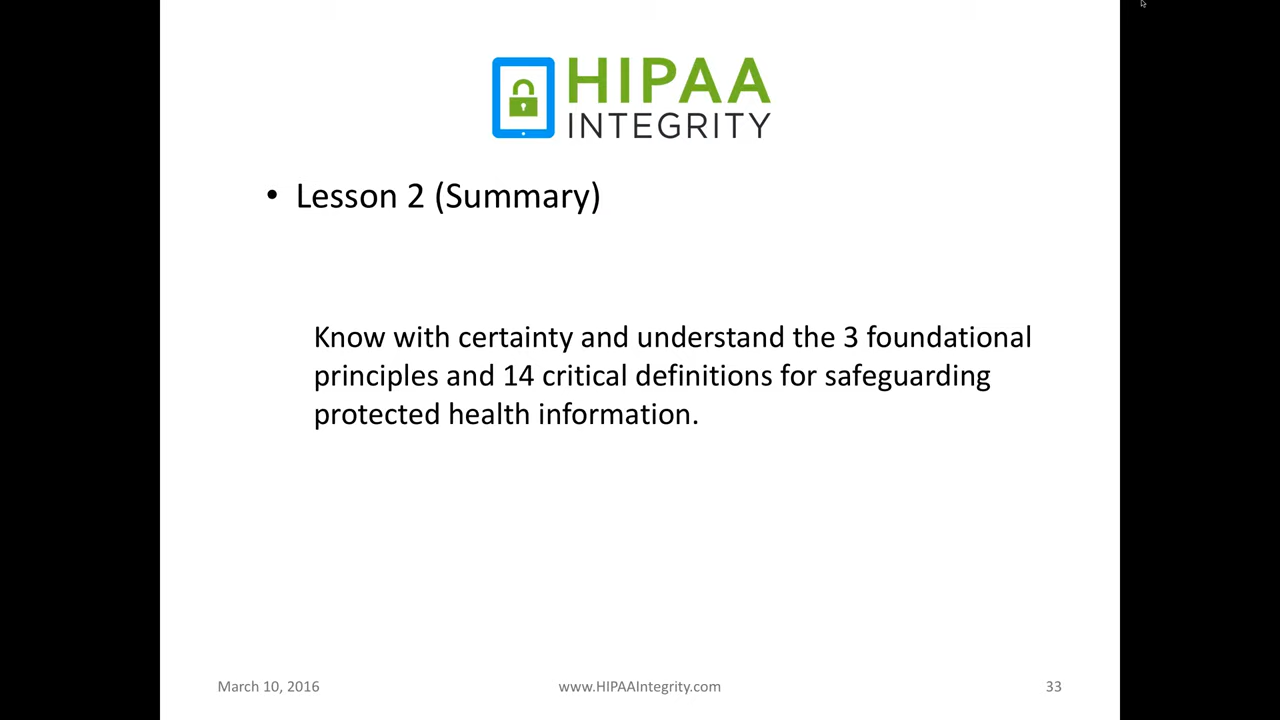 HIPAA
INTEGRITY
• Lesson 2 (Summary)
Know with certainty and understand the 3 foundational
principles and 14 critical definitions for safeguarding
protected health information.
March 10, 2016
www.HIPAAIntegrity.com
33